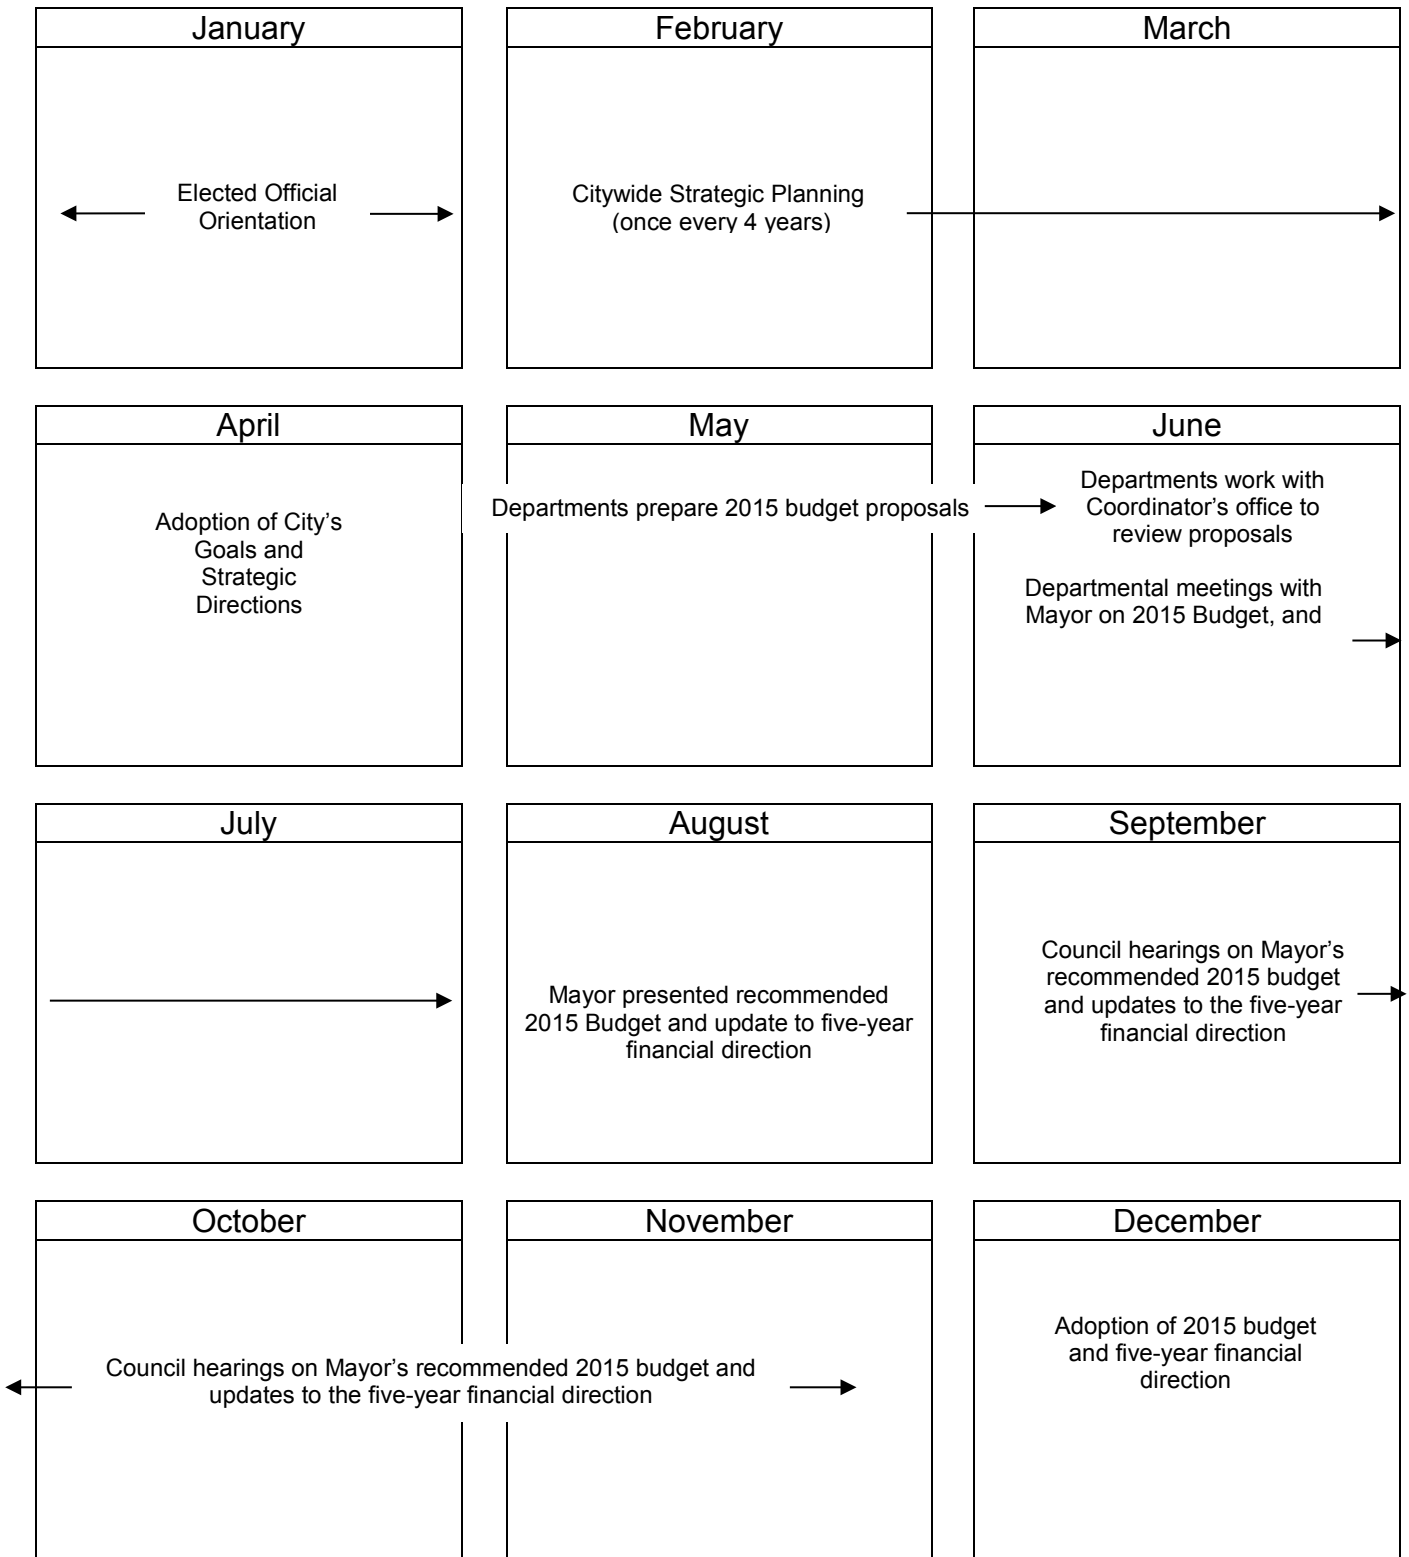 January
Elected Official
Orientation
February
Citywide Strategic Planning
(once every 4 years)
March
April
Adoption of City’s
Goals and
Strategic
Directions
May
Departments prepare 2015 budget proposals
June
Departments work with
Coordinator’s office to
review proposals
Departmental meetings with
Mayor on 2015 Budget, and
July
August
Mayor presented recommended
2015 Budget and update to five-year
financial direction
September
Council hearings on Mayor’s
recommended 2015 budget
and updates to the five-year
financial direction
October
November
Council hearings on Mayor’s recommended 2015 budget and
updates to the five-year financial direction
December
Adoption of 2015 budget
and five-year financial
direction